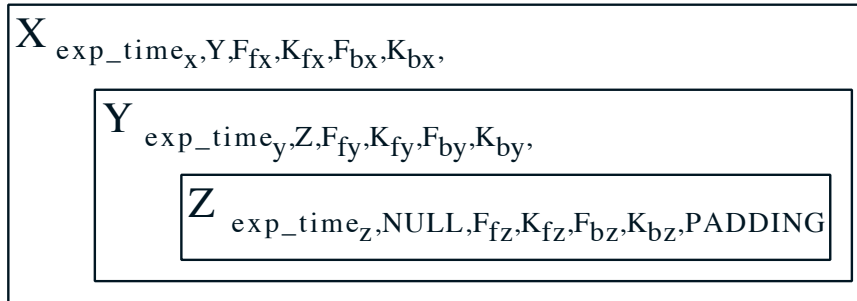 X exp_time_x,Y,F_fx,K_fx,F_bx,K_bx,
Y exp_time_y,Z,F_fy,K_fy,F_by,K_by,
Z exp_time_z,NULL,F_fz,K_fz,F_bz,K_bz,PADDING